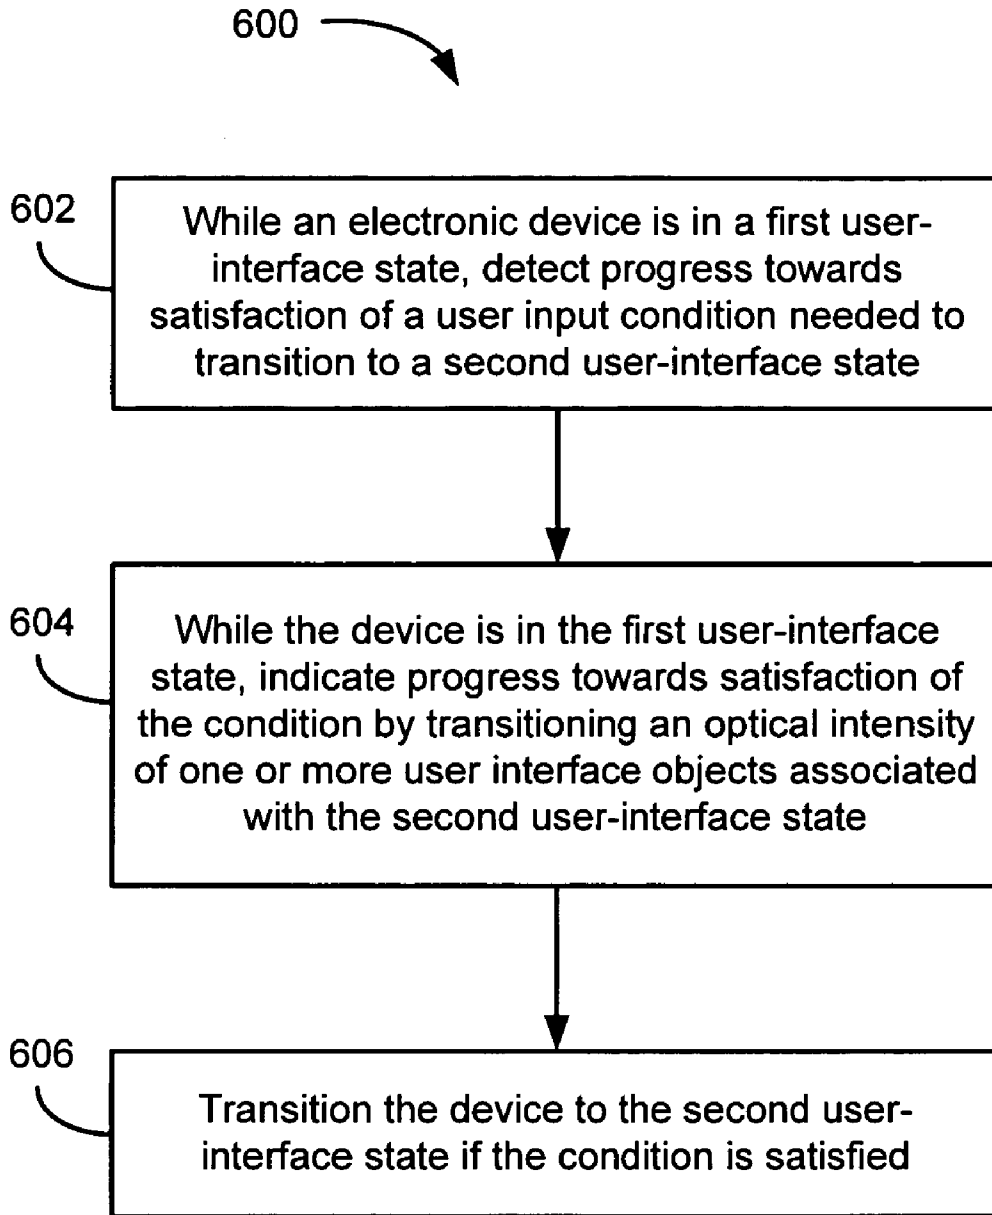 600
602
While an electronic device is in a first user-
interface state, detect progress towards
satisfaction of a user input condition needed to
transition to a second user-interface state
604
While the device is in the first user-interface
state, indicate progress towards satisfaction of
the condition by transitioning an optical intensity
of one or more user interface objects associated
with the second user-interface state
606
Transition the device to the second user-
interface state if the condition is satisfied